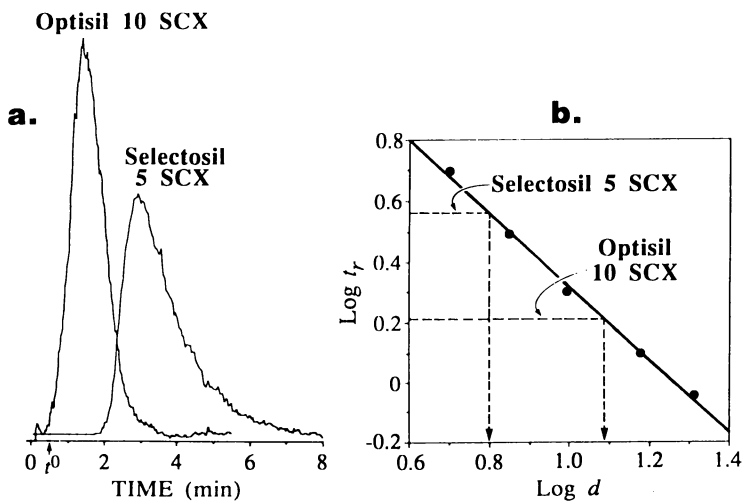 Optisil 10 SCX
a.
Selectosil
5 SCX
0 2 4 6 8
t⁰
TIME (min)
b.
0.8
0.6
0.4
0.2
0
-0.2
Log tᵣ
Selectosil 5 SCX
Optisil
10 SCX
0.6 0.8 1.0 1.2 1.4
Log d